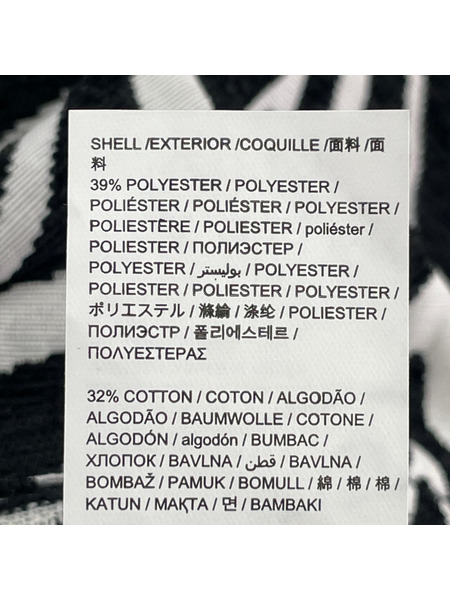 SHELL /EXTERIOR /COQUILLE /面料 /面
料
39% POLYESTER / POLYESTER /
POLIÉSTER / POLIÉSTER / POLYESTER /
POLIESTERE / POLIESTER / poliéster /
POLIESTER / ПОЛИЭСТЕР /
POLYESTER / بوليستر / POLYESTER /
POLIESTER / POLYESTER / POLYESTER /
ポリエステル / 滌綸 / 涤纶 / POLIESTER /
ПОЛИЭСТР / 폴리에스테르 /
ΠΟΛΥΕΣΤΕΡΑΣ
32% COTTON / COTON / ALGODÃO /
ALGODÃO / BAUMWOLLE / COTONE /
ALGODÓN / algodón / BUMBAC /
ХЛОПОК / BAVLNA / قطن / BAVLNA /
BOMBAŽ / PAMUK / BOMULL / 綿 / 棉 / 棉 /
KATUN / МАҚТА / 면 / BAMBAKI